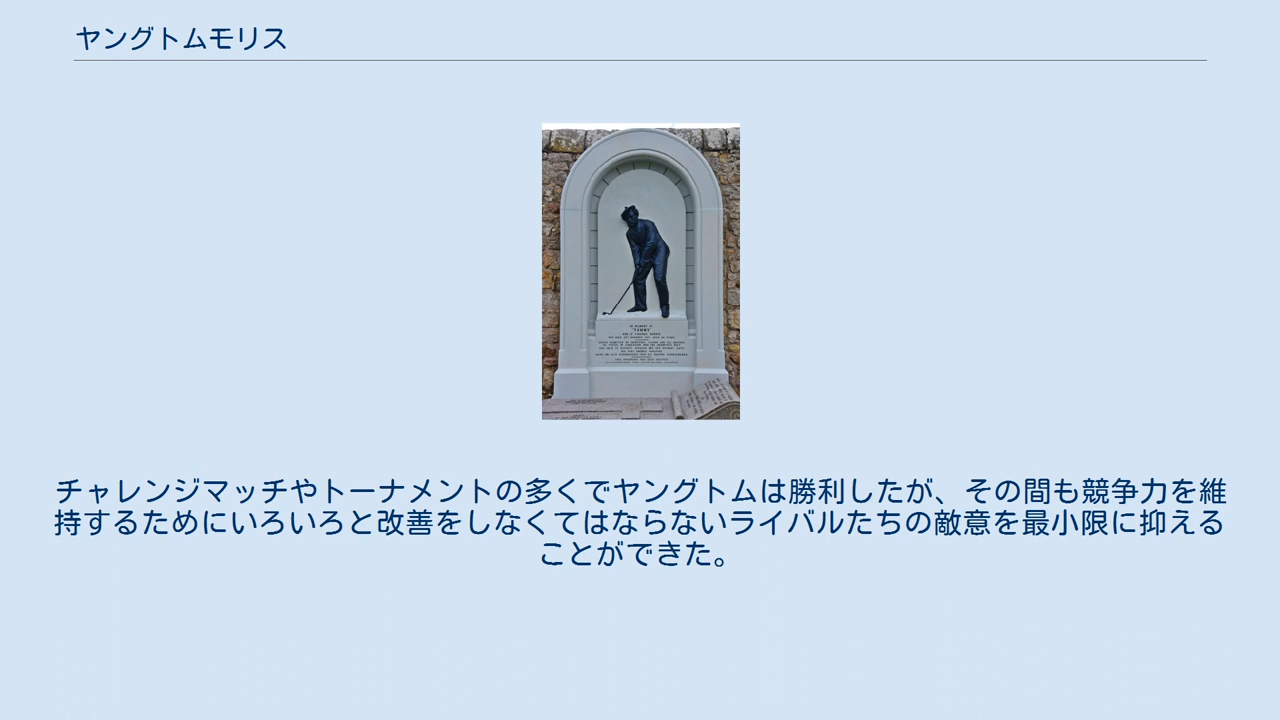 ヤングトムモリス
"TOMMY"
チャレンジマッチやトーナメントの多くでヤングトムは勝利したが、その間も競争力を維
持するためにいろいろと改善をしなくてはならないライバルたちの敵意を最小限に抑える
ことができた。